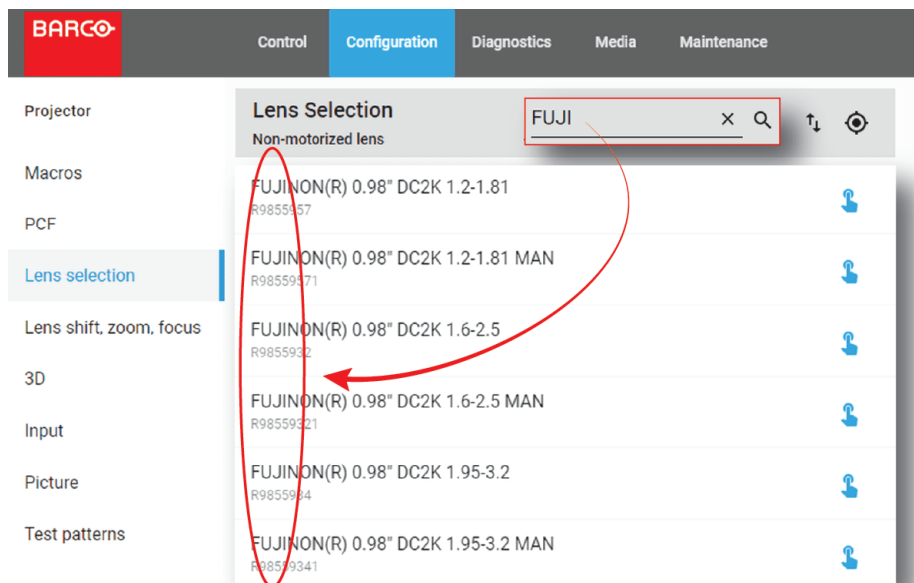 BARCO
Control Configuration Diagnostics Media Maintenance
Projector
Macros
PCF
Lens selection
Lens shift, zoom, focus
3D
Input
Picture
Test patterns
Lens Selection
Non-motorized lens
FUJI
FUJINON(R) 0.98" DC2K 1.2-1.81
R9855957
FUJINON(R) 0.98" DC2K 1.2-1.81 MAN
R98559571
FUJINON(R) 0.98" DC2K 1.6-2.5
R9855932
FUJINON(R) 0.98" DC2K 1.6-2.5 MAN
R98559321
FUJINON(R) 0.98" DC2K 1.95-3.2
R9855934
FUJINON(R) 0.98" DC2K 1.95-3.2 MAN
R98559341